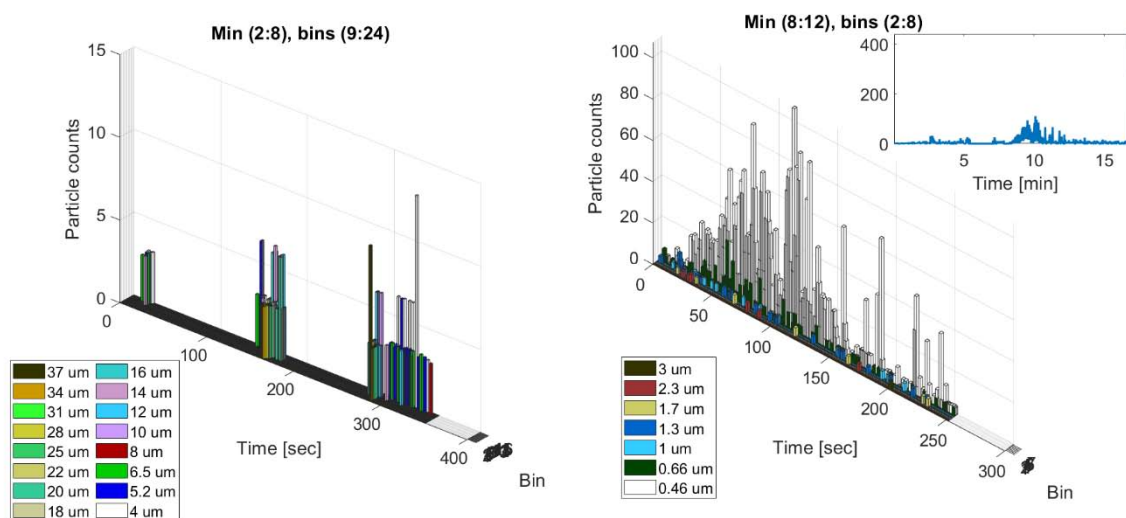 Min (2:8), bins (9:24)
15
10
5
0
Particle counts
0
100
200
300
400
Time [sec]
Bin
37 um
34 um
31 um
28 um
25 um
22 um
20 um
18 um
16 um
14 um
12 um
10 um
8 um
6.5 um
5.2 um
4 um
Min (8:12), bins (2:8)
100
80
60
40
20
0
Particle counts
0
50
100
150
200
250
300
Time [sec]
Bin
3 um
2.3 um
1.7 um
1.3 um
1 um
0.66 um
0.46 um
400
200
0
5
10
15
Time [min]